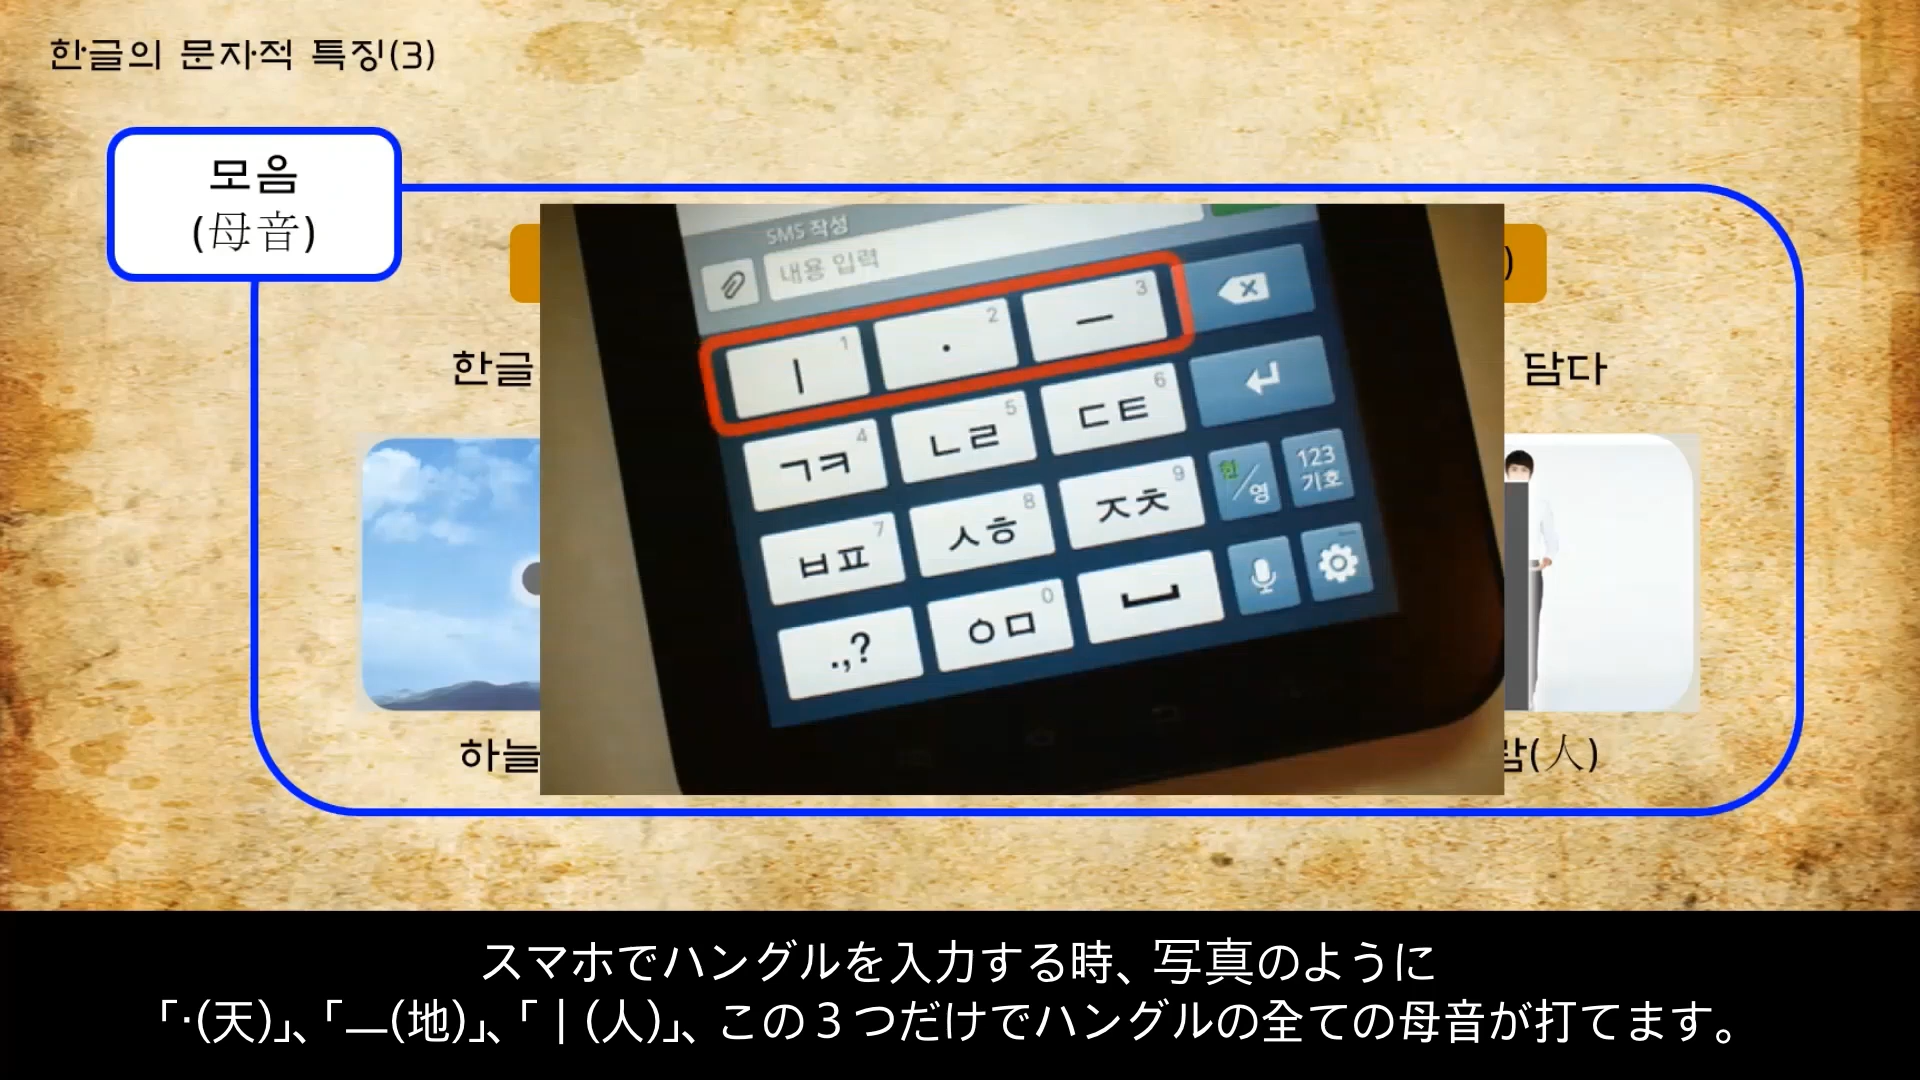 한글의 문자적 특징(3)
모음
(母音)
)
한글
담다
SMS 작성
내용 입력
ㅣ 1
· 2
ㅡ 3
ㄱㅋ 4
ㄴㄹ 5
ㄷㅌ 6
한/영
123
기호
ㅂㅍ 7
ㅅㅎ 8
ㅈㅊ 9
.,?
ㅇㅁ 0
하늘
람(人)
スマホでハングルを入力する時、写真のように
「·(天)」、「ㅡ(地)」、「ㅣ(人)」、この３つだけでハングルの全ての母音が打てます。